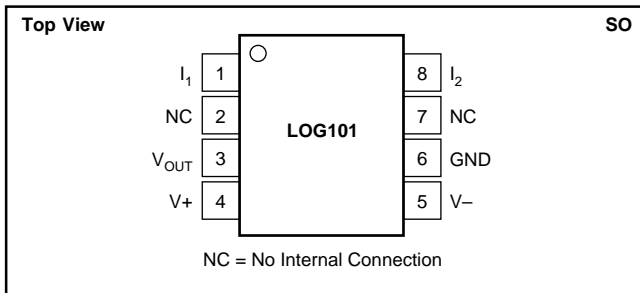 Top View SO
I1 1 8 I2
NC 2 7 NC
LOG101
VOUT 3 6 GND
V+ 4 5 V–
NC = No Internal Connection